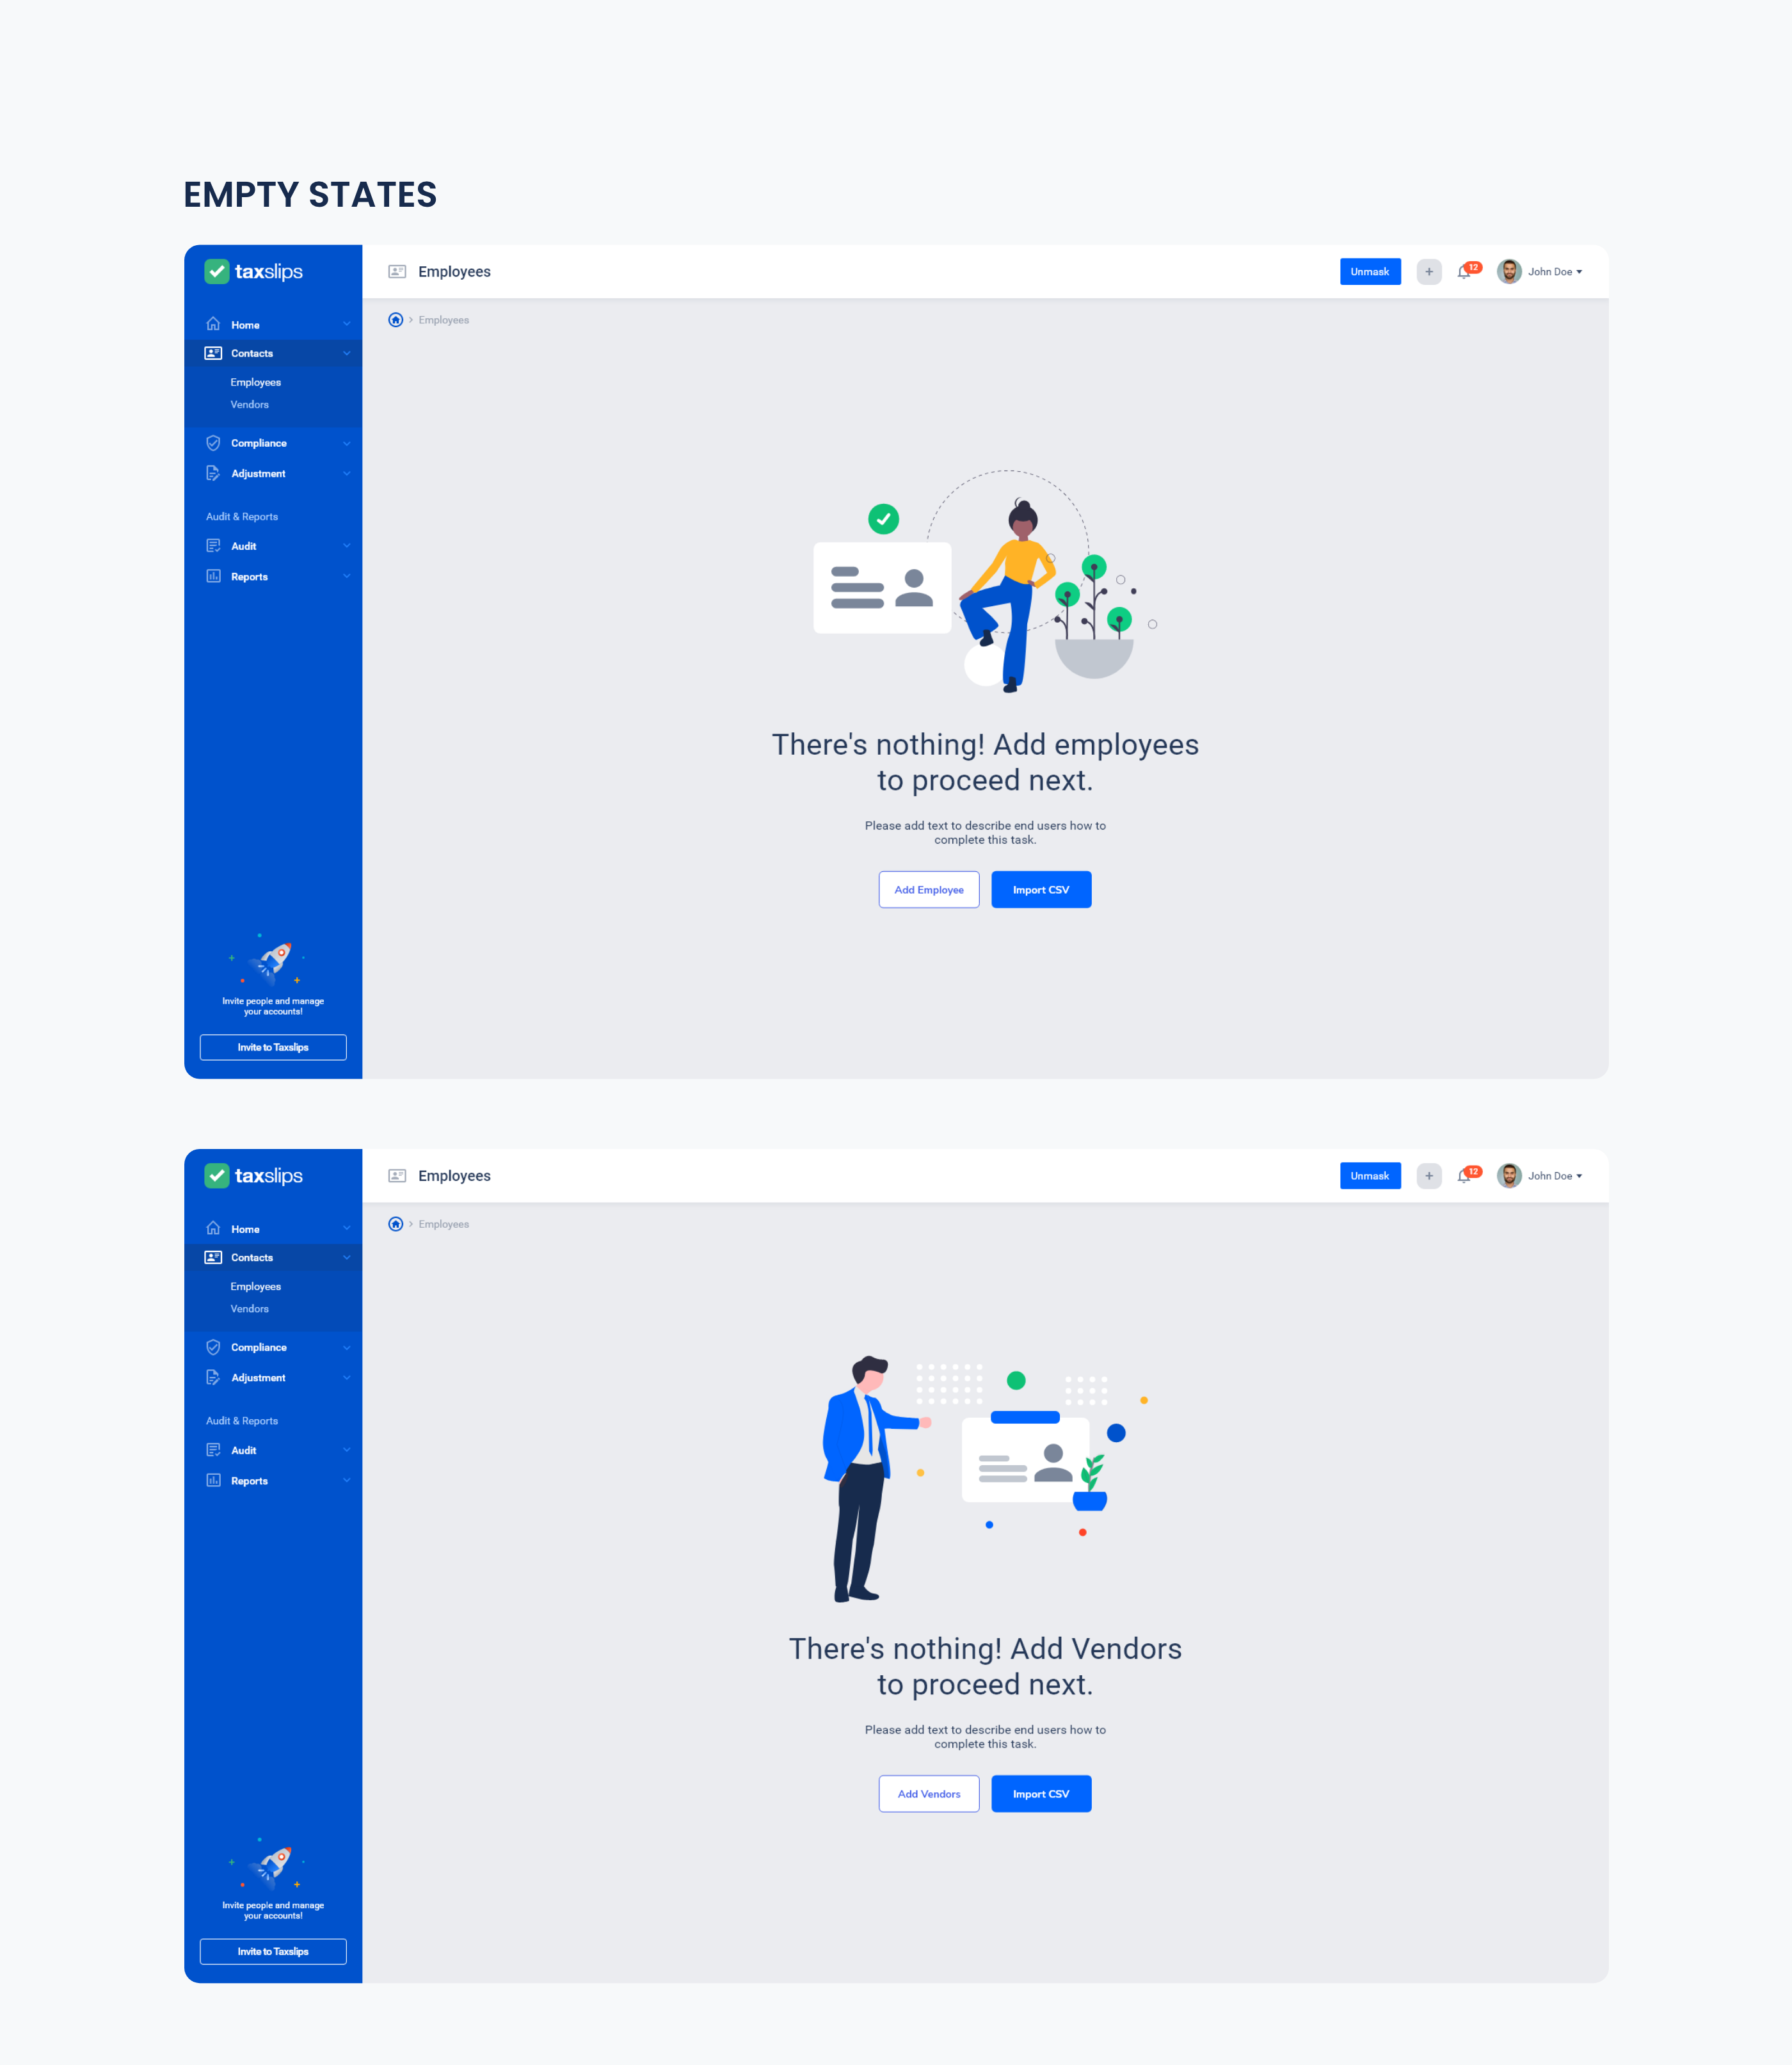 EMPTY STATES
taxslips
Employees
Unmask
+
12
John Doe
Home
> Employees
Contacts
Employees
Vendors
Compliance
Adjustment
Audit & Reports
Audit
Reports
There's nothing! Add employees
to proceed next.
Please add text to describe end users how to
complete this task.
Add Employee
Import CSV
Invite people and manage
your accounts!
Invite to Taxslips
taxslips
Employees
Unmask
+
12
John Doe
Home
> Employees
Contacts
Employees
Vendors
Compliance
Adjustment
Audit & Reports
Audit
Reports
There's nothing! Add Vendors
to proceed next.
Please add text to describe end users how to
complete this task.
Add Vendors
Import CSV
Invite people and manage
your accounts!
Invite to Taxslips